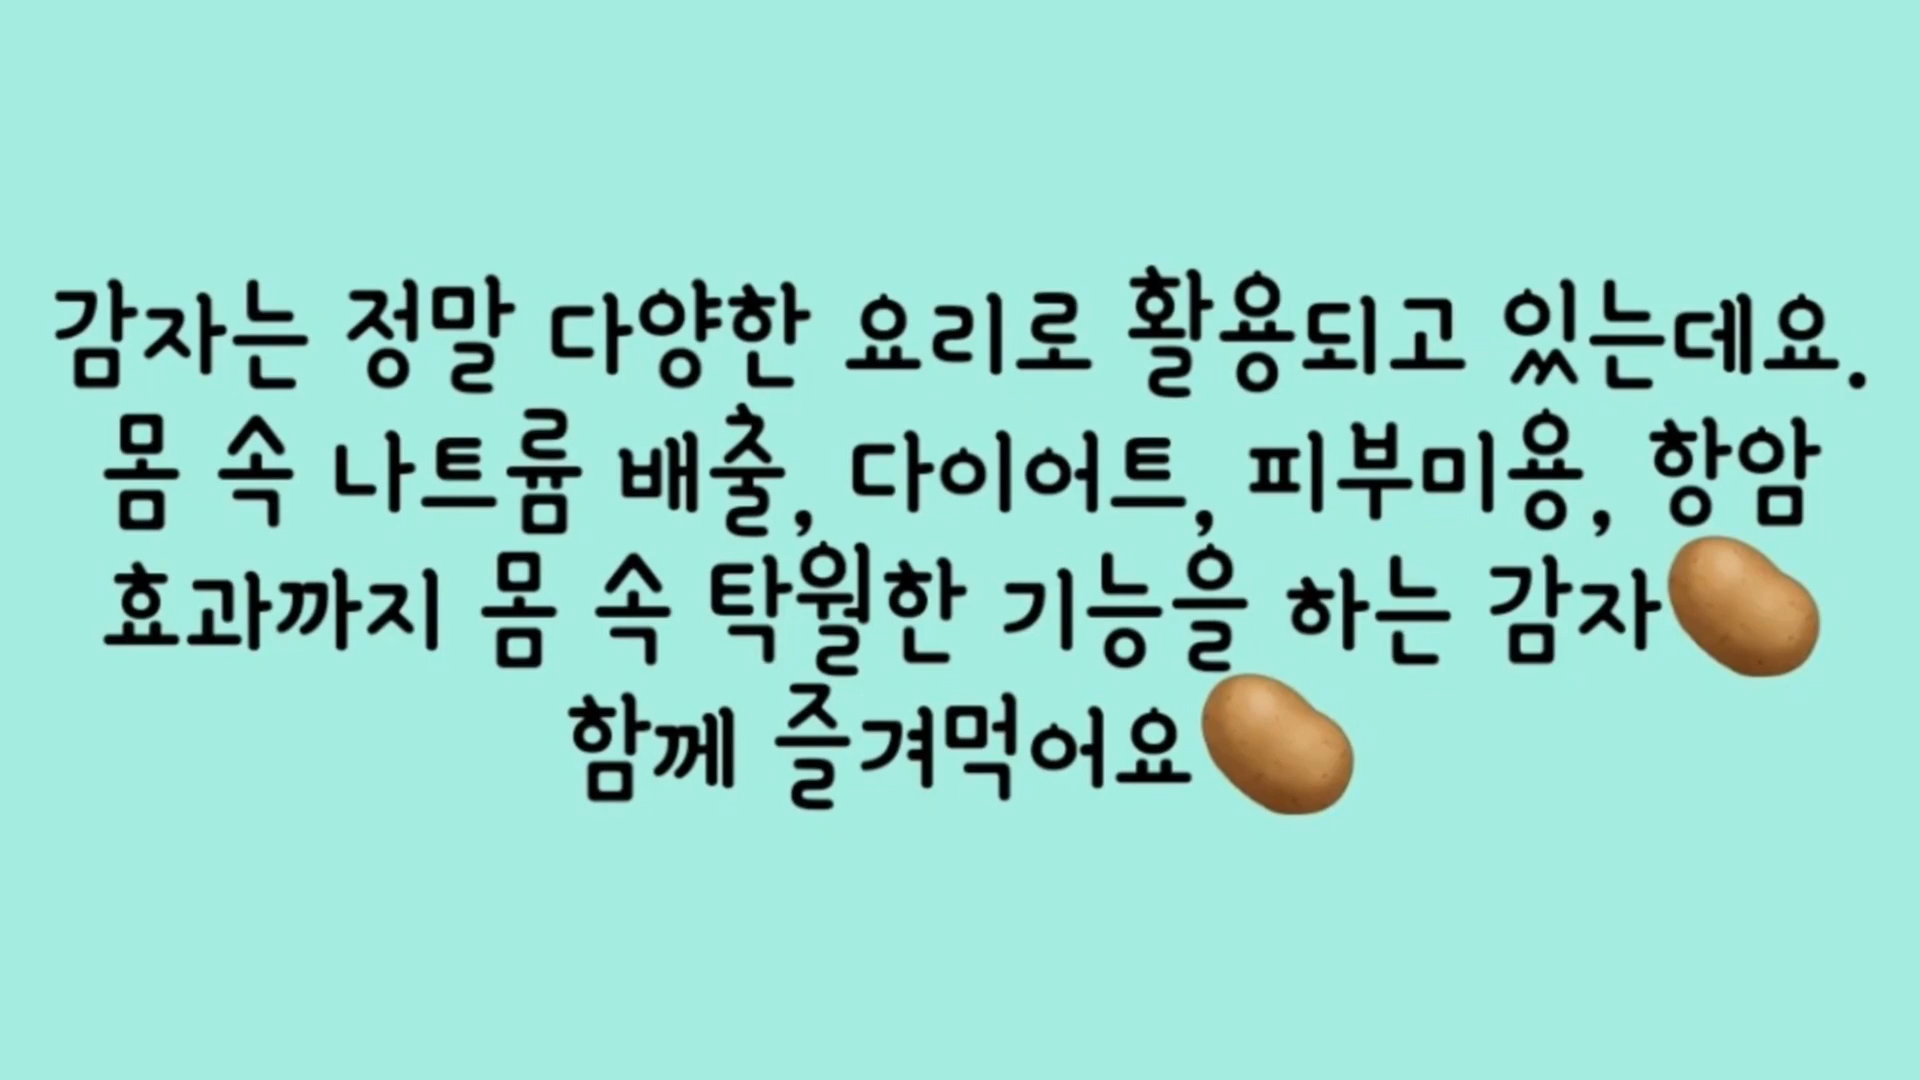 감자는 정말 다양한 요리로 활용되고 있는데요.
몸 속 나트륨 배출, 다이어트, 피부미용, 항암
효과까지 몸 속 탁월한 기능을 하는 감자🥔
함께 즐겨먹어요🥔